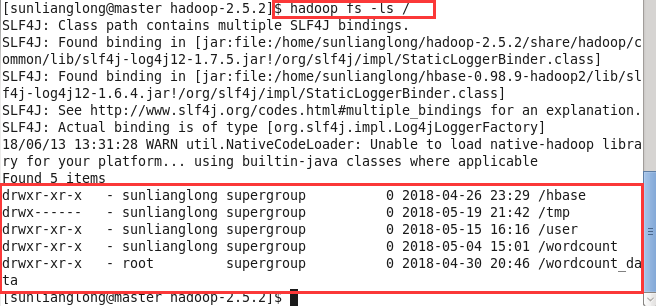 [sunlianglong@master hadoop-2.5.2]$ hadoop fs -ls /
SLF4J: Class path contains multiple SLF4J bindings.
SLF4J: Found binding in [jar:file:/home/sunlianglong/hadoop-2.5.2/share/hadoop/c
ommon/lib/slf4j-log4j12-1.7.5.jar!/org/slf4j/impl/StaticLoggerBinder.class]
SLF4J: Found binding in [jar:file:/home/sunlianglong/hbase-0.98.9-hadoop2/lib/sl
f4j-log4j12-1.6.4.jar!/org/slf4j/impl/StaticLoggerBinder.class]
SLF4J: See http://www.slf4j.org/codes.html#multiple_bindings for an explanation.
SLF4J: Actual binding is of type [org.slf4j.impl.Log4jLoggerFactory]
18/06/13 13:31:28 WARN util.NativeCodeLoader: Unable to load native-hadoop libra
ry for your platform... using builtin-java classes where applicable
Found 5 items
drwxr-xr-x   - sunlianglong supergroup          0 2018-04-26 23:29 /hbase
drwx------   - sunlianglong supergroup          0 2018-05-19 21:42 /tmp
drwxr-xr-x   - sunlianglong supergroup          0 2018-05-15 16:16 /user
drwxr-xr-x   - sunlianglong supergroup          0 2018-05-04 15:01 /wordcount
drwxr-xr-x   - root         supergroup          0 2018-04-30 20:46 /wordcount_da
ta
[sunlianglong@master hadoop-2.5.2]$